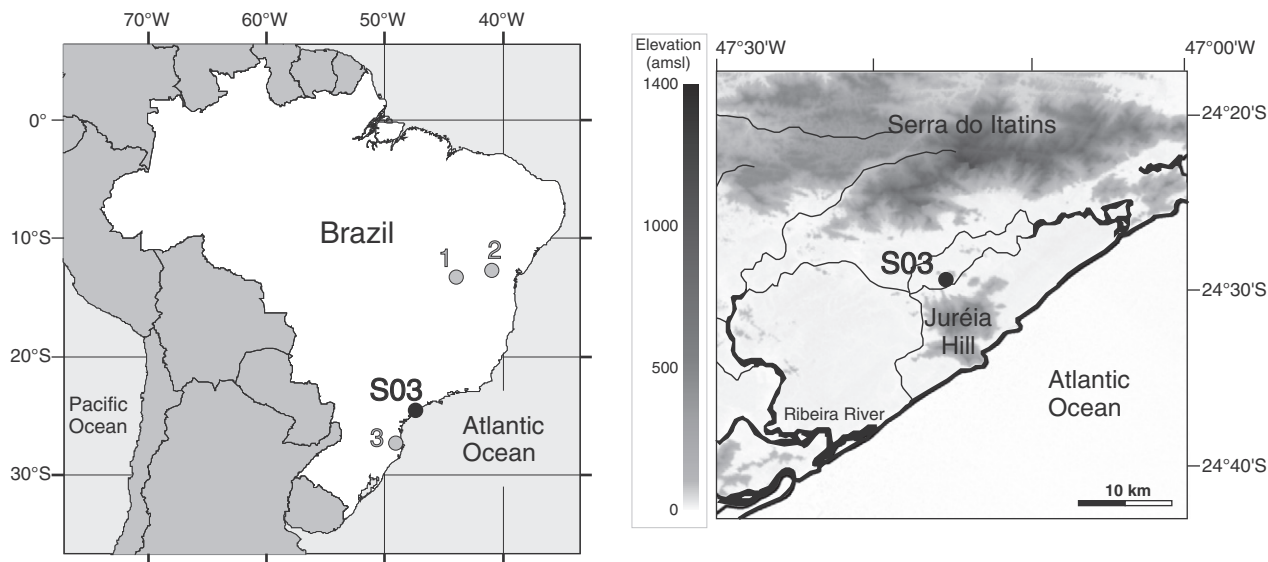 70°W 60°W 50°W 40°W
0°
10°S
20°S
30°S
Brazil
1
2
S03
3
Pacific
Ocean
Atlantic
Ocean
Elevation
(amsl)
1400
1000
500
0
47°30'W 47°00'W
24°20'S
24°30'S
24°40'S
Serra do Itatins
S03
Juréia
Hill
Ribeira River
Atlantic
Ocean
10 km